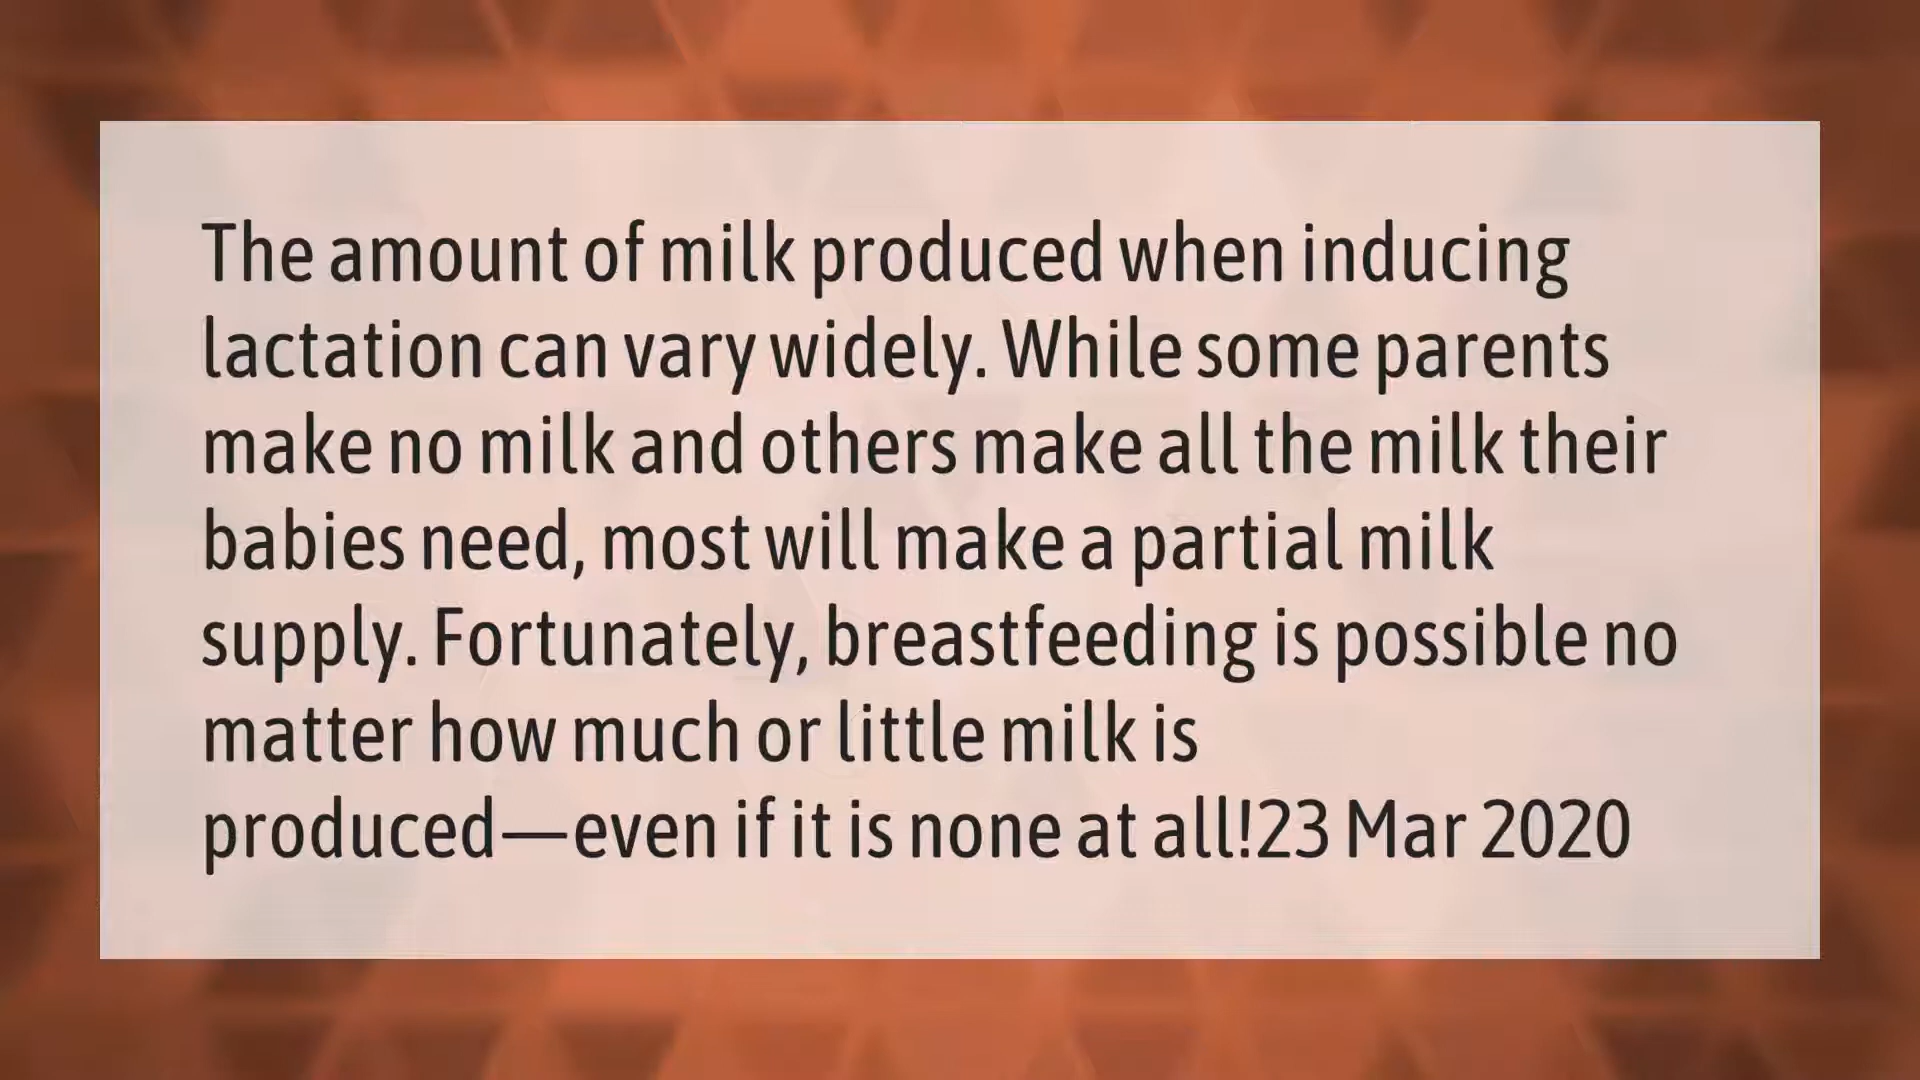 The amount of milk produced when inducing
lactation can vary widely. While some parents
make no milk and others make all the milk their
babies need, most will make a partial milk
supply. Fortunately, breastfeeding is possible no
matter how much or little milk is
produced—even if it is none at all!23 Mar 2020